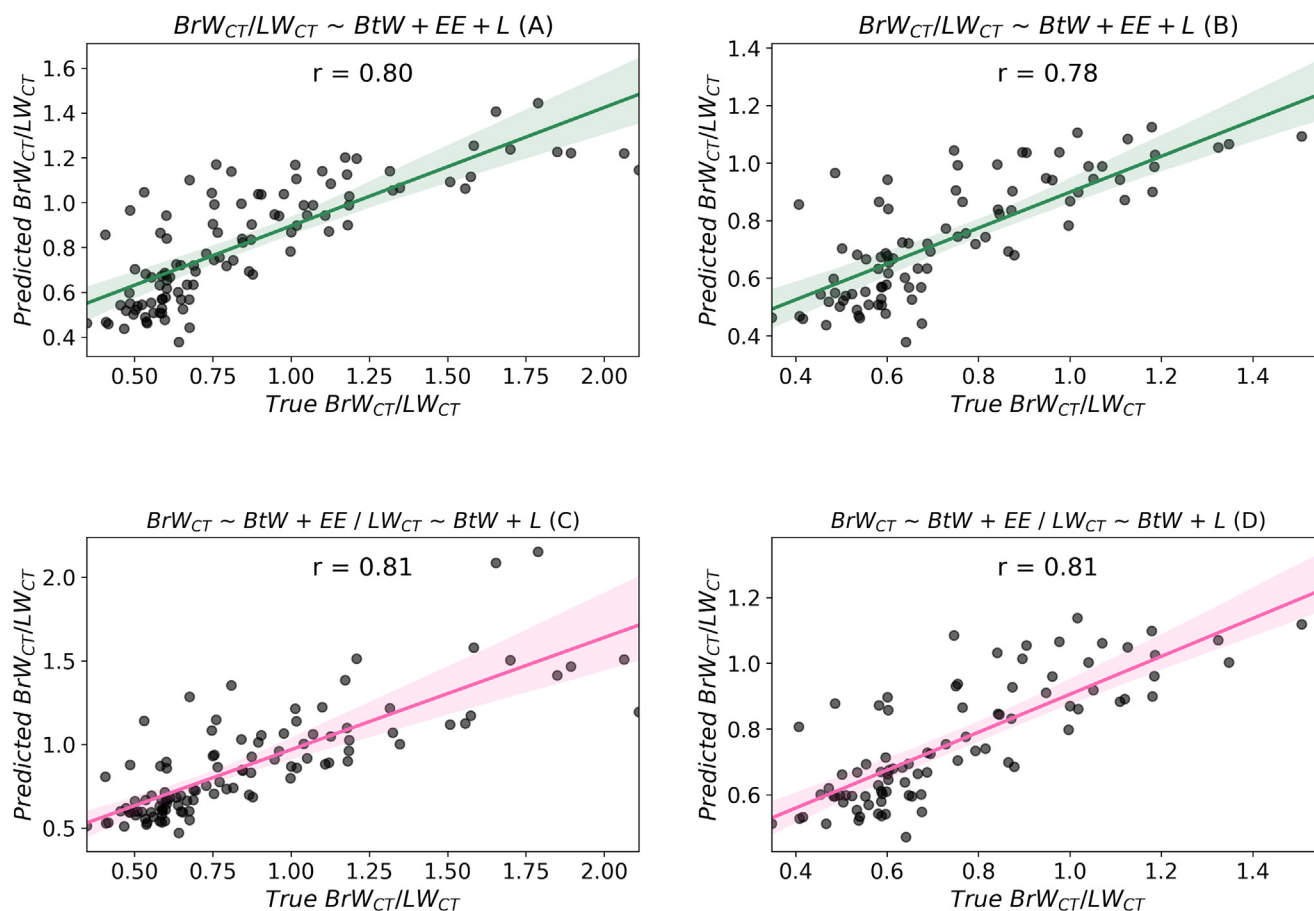 BrW_CT/LW_CT ~ BtW + EE + L (A)
r = 0.80
Predicted BrW_CT/LW_CT
1.6
1.4
1.2
1.0
0.8
0.6
0.4
0.50 0.75 1.00 1.25 1.50 1.75 2.00
True BrW_CT/LW_CT
BrW_CT/LW_CT ~ BtW + EE + L (B)
r = 0.78
Predicted BrW_CT/LW_CT
1.4
1.2
1.0
0.8
0.6
0.4
0.4 0.6 0.8 1.0 1.2 1.4
True BrW_CT/LW_CT
BrW_CT ~ BtW + EE / LW_CT ~ BtW + L (C)
r = 0.81
Predicted BrW_CT/LW_CT
2.0
1.5
1.0
0.5
0.50 0.75 1.00 1.25 1.50 1.75 2.00
True BrW_CT/LW_CT
BrW_CT ~ BtW + EE / LW_CT ~ BtW + L (D)
r = 0.81
Predicted BrW_CT/LW_CT
1.2
1.0
0.8
0.6
0.4 0.6 0.8 1.0 1.2 1.4
True BrW_CT/LW_CT